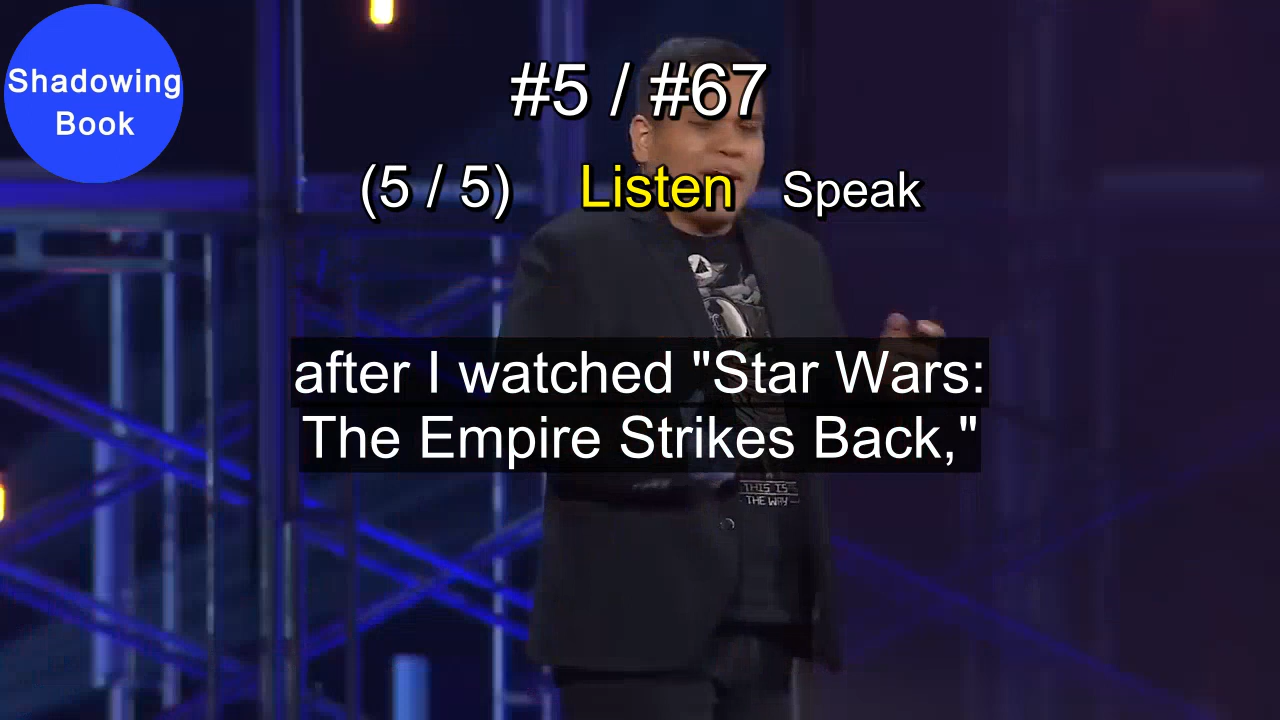 Shadowing
Book
#5 / #67
(5 / 5) Listen Speak
after I watched "Star Wars:
The Empire Strikes Back,"
THIS IS
THE WAY